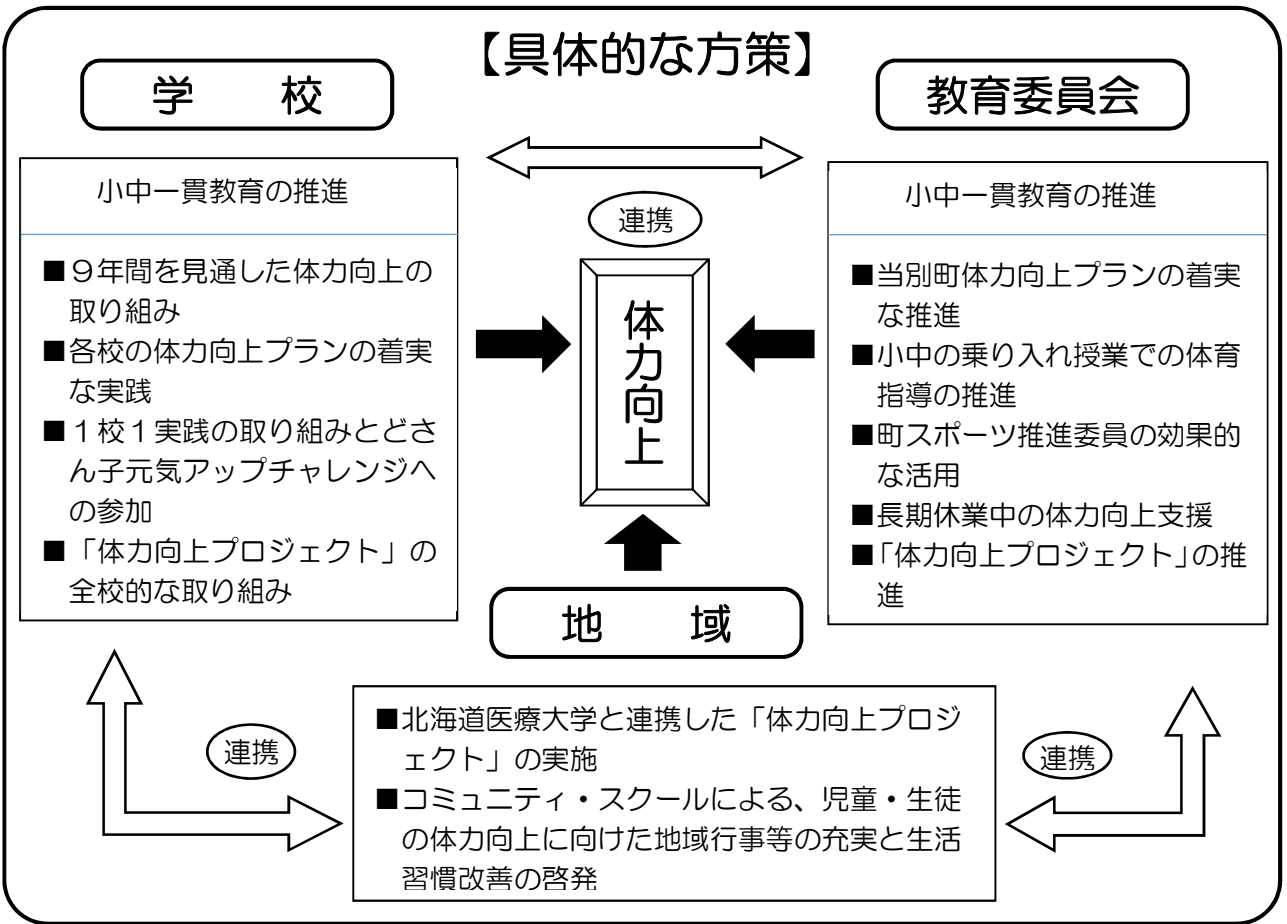 【具体的な方策】
学　校
教育委員会
小中一貫教育の推進
■９年間を見通した体力向上の
取り組み
■各校の体力向上プランの着実
な実践
■１校１実践の取り組みとどさ
ん子元気アップチャレンジへ
の参加
■「体力向上プロジェクト」の
全校的な取り組み
連携
体力向上
小中一貫教育の推進
■当別町体力向上プランの着実
な推進
■小中の乗り入れ授業での体育
指導の推進
■町スポーツ推進委員の効果的
な活用
■長期休業中の体力向上支援
■「体力向上プロジェクト」の推
進
地　域
連携
■北海道医療大学と連携した「体力向上プロジ
ェクト」の実施
■コミュニティ・スクールによる、児童・生徒
の体力向上に向けた地域行事等の充実と生活
習慣改善の啓発
連携